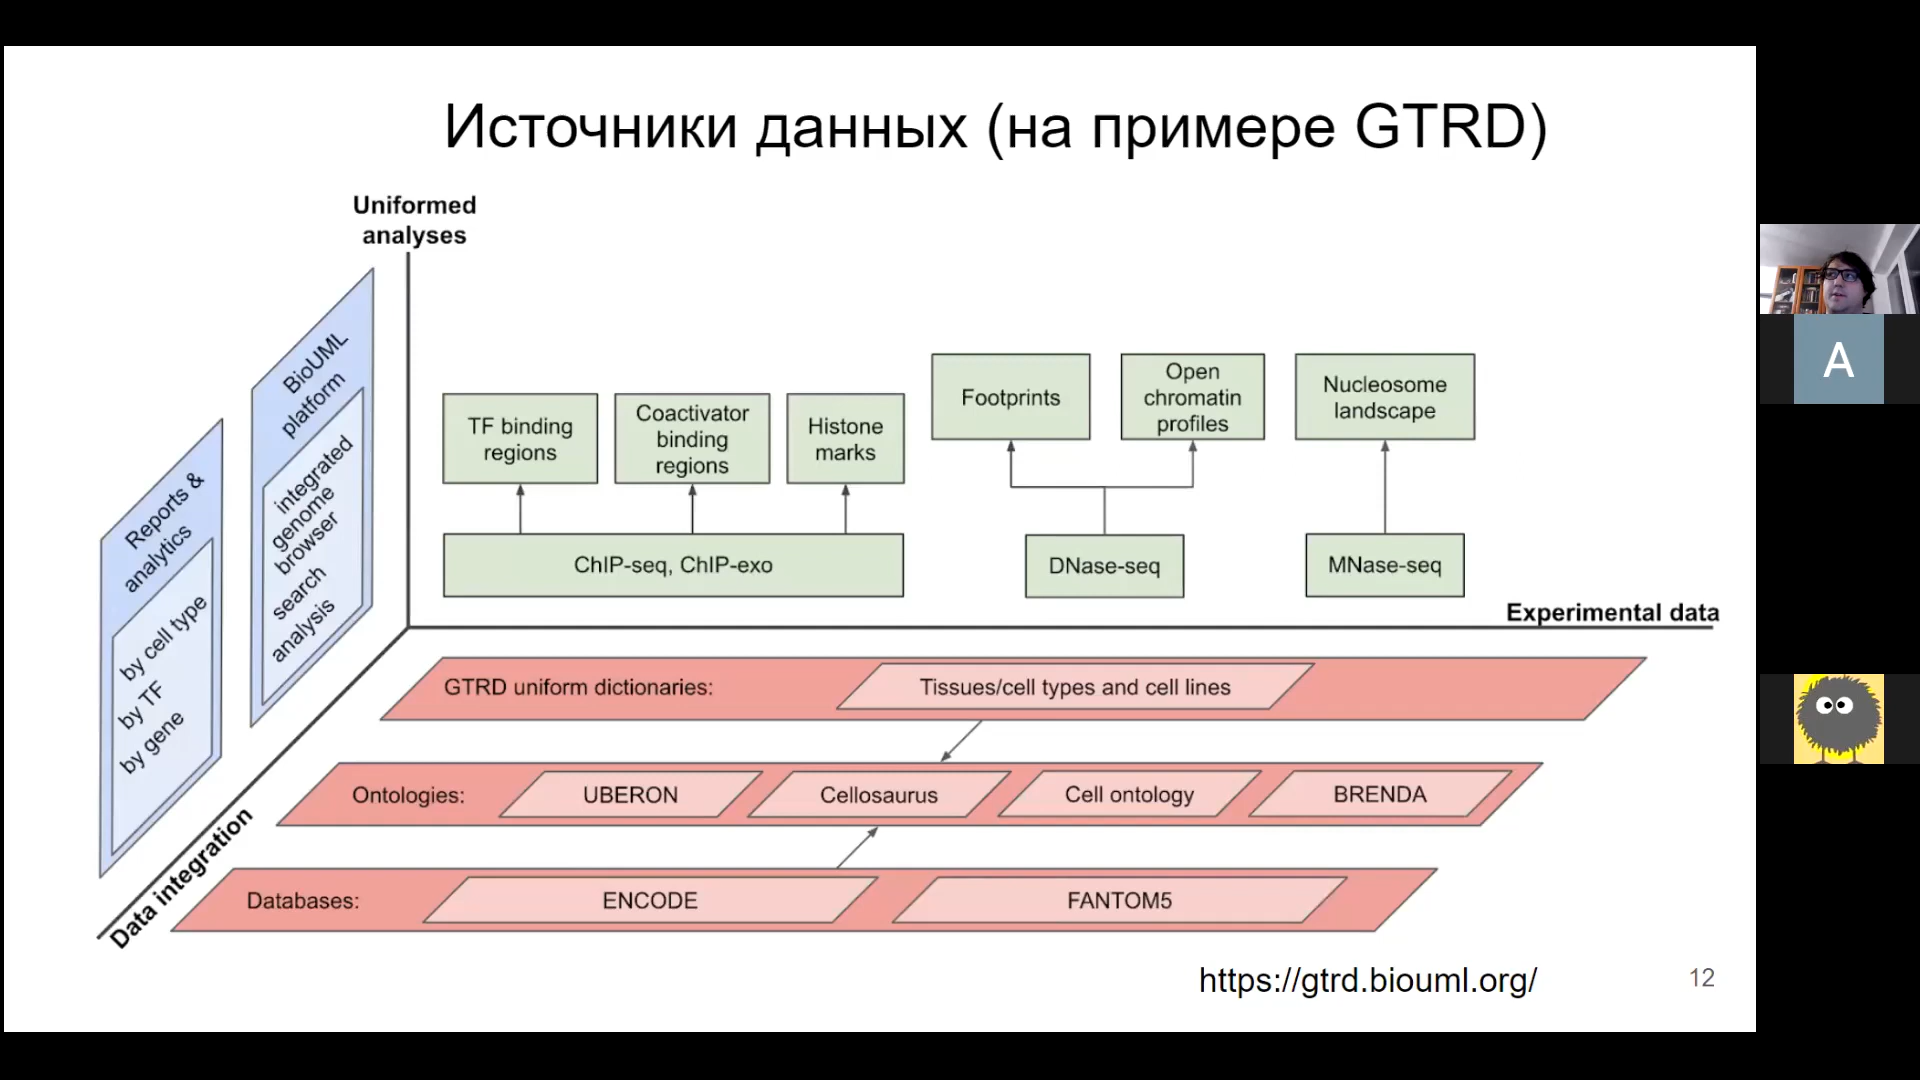 Источники данных (на примере GTRD)
Uniformed
analyses
BioUML
platform
integrated
genome
browser
search
analysis
Reports &
analytics
by cell type
by TF
by gene
TF binding
regions
Coactivator
binding
regions
Histone
marks
Footprints
Open
chromatin
profiles
Nucleosome
landscape
ChIP-seq, ChIP-exo
DNase-seq
MNase-seq
Experimental data
GTRD uniform dictionaries:
Tissues/cell types and cell lines
Ontologies:
UBERON
Cellosaurus
Cell ontology
BRENDA
Databases:
ENCODE
FANTOM5
Data integration
https://gtrd.biouml.org/
12
A